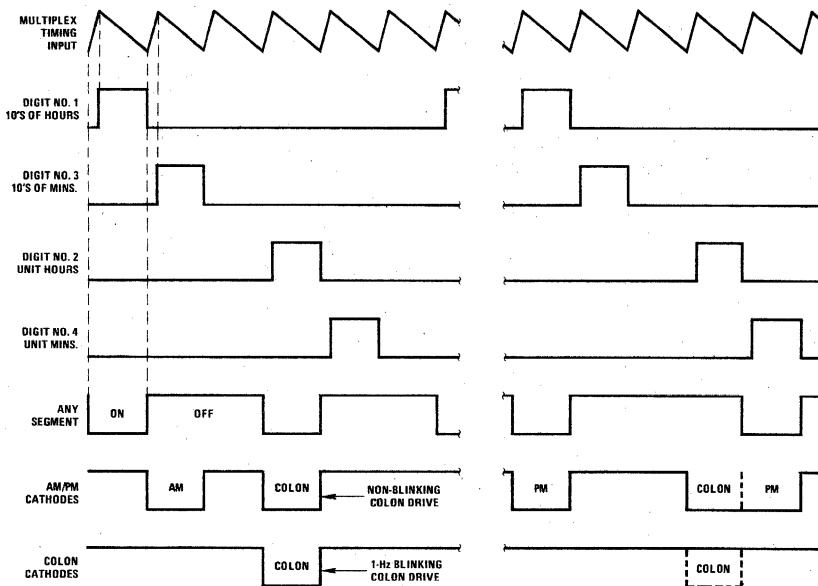 MULTIPLEX
TIMING
INPUT
DIGIT NO. 1
10'S OF HOURS
DIGIT NO. 3
10'S OF MINS.
DIGIT NO. 2
UNIT HOURS
DIGIT NO. 4
UNIT MINS.
ANY
SEGMENT
ON
OFF
AM/PM
CATHODES
AM
COLON
NON-BLINKING
COLON DRIVE
PM
COLON
PM
COLON
CATHODES
COLON
1-Hz BLINKING
COLON DRIVE
COLON